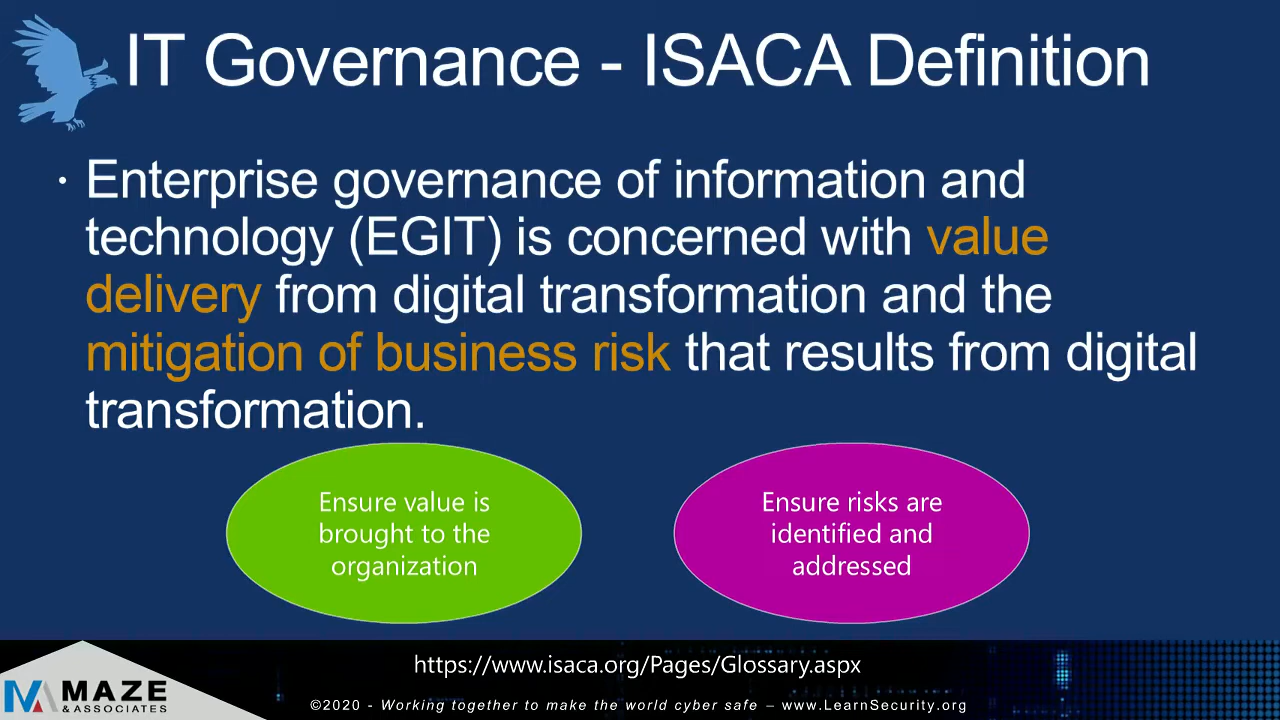 IT Governance - ISACA Definition
• Enterprise governance of information and
technology (EGIT) is concerned with value
delivery from digital transformation and the
mitigation of business risk that results from digital
transformation.
Ensure value is
brought to the
organization
Ensure risks are
identified and
addressed
https://www.isaca.org/Pages/Glossary.aspx
MAZE
& ASSOCIATES
©2020 - Working together to make the world cyber safe – www.LearnSecurity.org